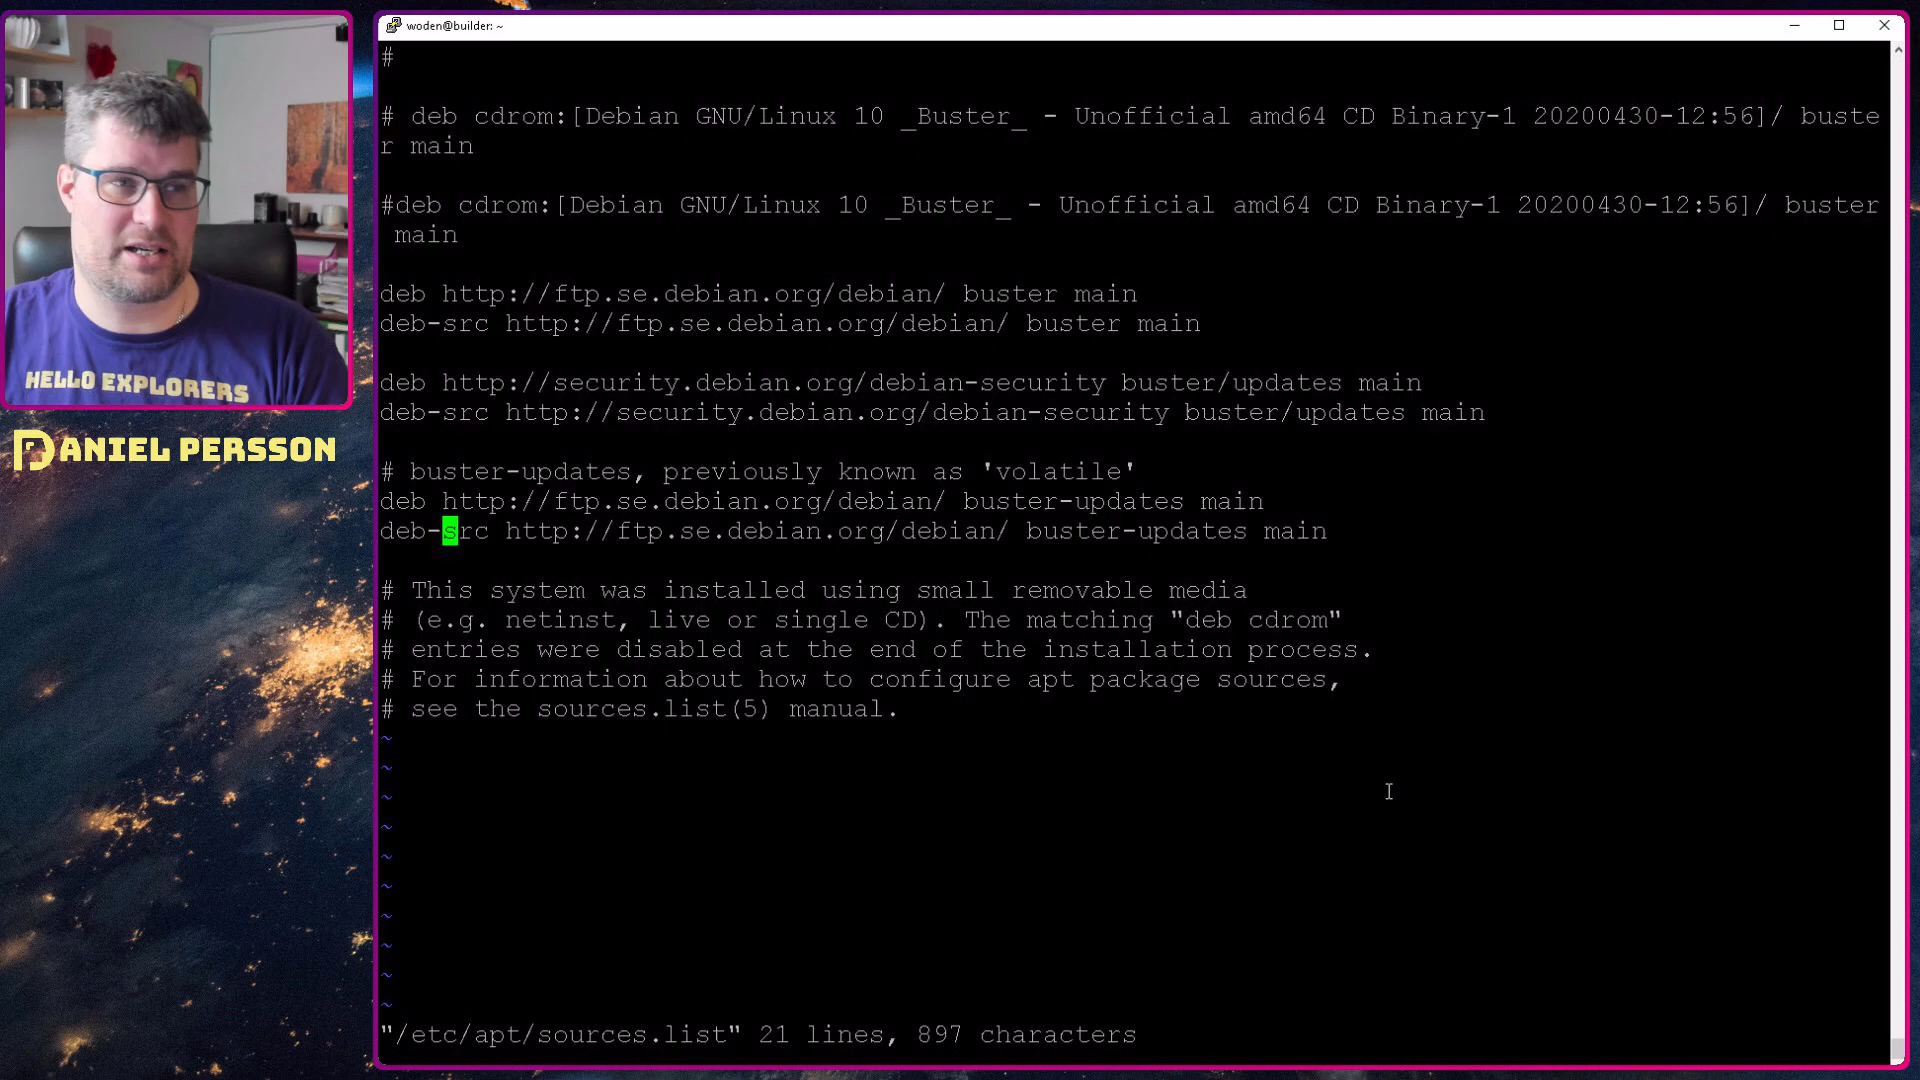 woden@builder: ~
#
# deb cdrom:[Debian GNU/Linux 10 _Buster_ - Unofficial amd64 CD Binary-1 20200430-12:56]/ buste
r main
#deb cdrom:[Debian GNU/Linux 10 _Buster_ - Unofficial amd64 CD Binary-1 20200430-12:56]/ buster
main
deb http://ftp.se.debian.org/debian/ buster main
deb-src http://ftp.se.debian.org/debian/ buster main
deb http://security.debian.org/debian-security buster/updates main
deb-src http://security.debian.org/debian-security buster/updates main
# buster-updates, previously known as 'volatile'
deb http://ftp.se.debian.org/debian/ buster-updates main
deb-src http://ftp.se.debian.org/debian/ buster-updates main
# This system was installed using small removable media
# (e.g. netinst, live or single CD). The matching "deb cdrom"
# entries were disabled at the end of the installation process.
# For information about how to configure apt package sources,
# see the sources.list(5) manual.
~
~
~
~
~
~
~
~
~
~
"/etc/apt/sources.list" 21 lines, 897 characters
HELLO EXPLORERS
DANIEL PERSSON